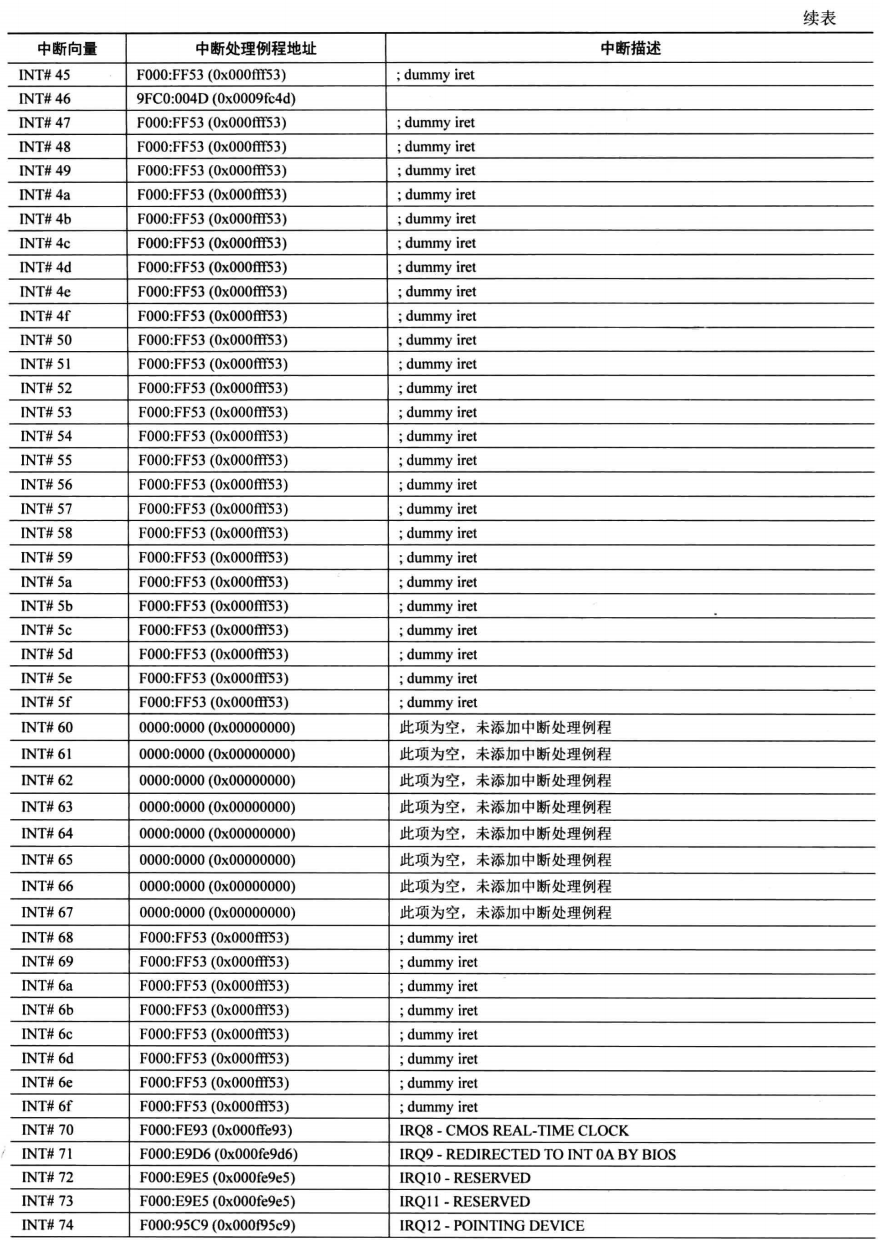 续表
中断向量 中断处理例程地址 中断描述
INT# 45 F000:FF53 (0x000fff53) ; dummy iret
INT# 46 9FC0:004D (0x0009fc4d)
INT# 47 F000:FF53 (0x000fff53) ; dummy iret
INT# 48 F000:FF53 (0x000fff53) ; dummy iret
INT# 49 F000:FF53 (0x000fff53) ; dummy iret
INT# 4a F000:FF53 (0x000fff53) ; dummy iret
INT# 4b F000:FF53 (0x000fff53) ; dummy iret
INT# 4c F000:FF53 (0x000fff53) ; dummy iret
INT# 4d F000:FF53 (0x000fff53) ; dummy iret
INT# 4e F000:FF53 (0x000fff53) ; dummy iret
INT# 4f F000:FF53 (0x000fff53) ; dummy iret
INT# 50 F000:FF53 (0x000fff53) ; dummy iret
INT# 51 F000:FF53 (0x000fff53) ; dummy iret
INT# 52 F000:FF53 (0x000fff53) ; dummy iret
INT# 53 F000:FF53 (0x000fff53) ; dummy iret
INT# 54 F000:FF53 (0x000fff53) ; dummy iret
INT# 55 F000:FF53 (0x000fff53) ; dummy iret
INT# 56 F000:FF53 (0x000fff53) ; dummy iret
INT# 57 F000:FF53 (0x000fff53) ; dummy iret
INT# 58 F000:FF53 (0x000fff53) ; dummy iret
INT# 59 F000:FF53 (0x000fff53) ; dummy iret
INT# 5a F000:FF53 (0x000fff53) ; dummy iret
INT# 5b F000:FF53 (0x000fff53) ; dummy iret
INT# 5c F000:FF53 (0x000fff53) ; dummy iret
INT# 5d F000:FF53 (0x000fff53) ; dummy iret
INT# 5e F000:FF53 (0x000fff53) ; dummy iret
INT# 5f F000:FF53 (0x000fff53) ; dummy iret
INT# 60 0000:0000 (0x00000000) 此项为空，未添加中断处理例程
INT# 61 0000:0000 (0x00000000) 此项为空，未添加中断处理例程
INT# 62 0000:0000 (0x00000000) 此项为空，未添加中断处理例程
INT# 63 0000:0000 (0x00000000) 此项为空，未添加中断处理例程
INT# 64 0000:0000 (0x00000000) 此项为空，未添加中断处理例程
INT# 65 0000:0000 (0x00000000) 此项为空，未添加中断处理例程
INT# 66 0000:0000 (0x00000000) 此项为空，未添加中断处理例程
INT# 67 0000:0000 (0x00000000) 此项为空，未添加中断处理例程
INT# 68 F000:FF53 (0x000fff53) ; dummy iret
INT# 69 F000:FF53 (0x000fff53) ; dummy iret
INT# 6a F000:FF53 (0x000fff53) ; dummy iret
INT# 6b F000:FF53 (0x000fff53) ; dummy iret
INT# 6c F000:FF53 (0x000fff53) ; dummy iret
INT# 6d F000:FF53 (0x000fff53) ; dummy iret
INT# 6e F000:FF53 (0x000fff53) ; dummy iret
INT# 6f F000:FF53 (0x000fff53) ; dummy iret
INT# 70 F000:FE93 (0x000ffe93) IRQ8 - CMOS REAL-TIME CLOCK
INT# 71 F000:E9D6 (0x000fe9d6) IRQ9 - REDIRECTED TO INT 0A BY BIOS
INT# 72 F000:E9E5 (0x000fe9e5) IRQ10 - RESERVED
INT# 73 F000:E9E5 (0x000fe9e5) IRQ11 - RESERVED
INT# 74 F000:95C9 (0x000f95c9) IRQ12 - POINTING DEVICE